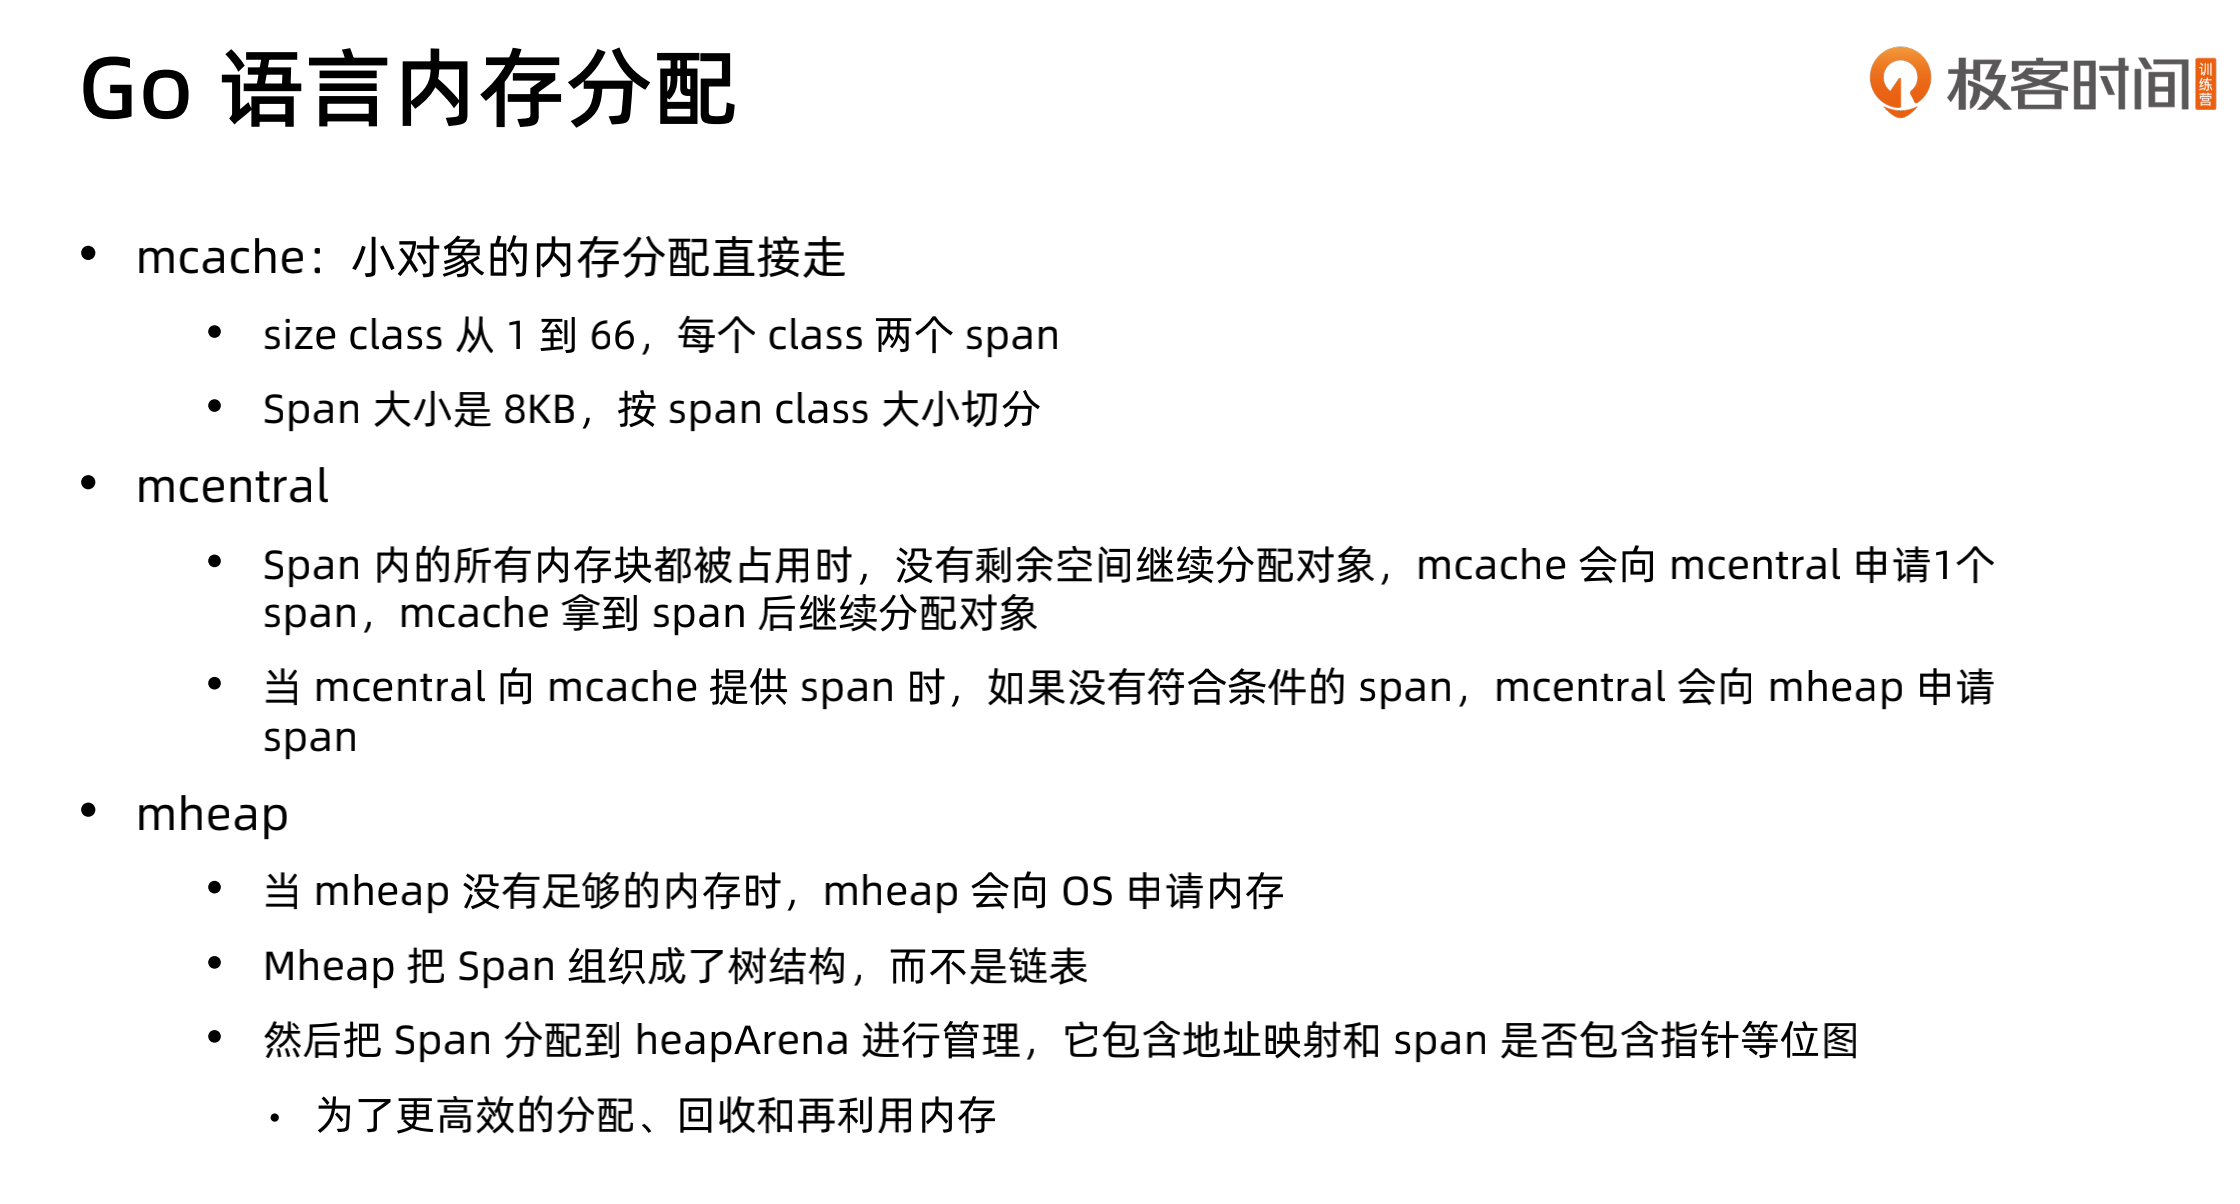 Go 语言内存分配
极客时间
训练营
• mcache：小对象的内存分配直接走
• size class 从 1 到 66，每个 class 两个 span
• Span 大小是 8KB，按 span class 大小切分
• mcentral
• Span 内的所有内存块都被占用时，没有剩余空间继续分配对象，mcache 会向 mcentral 申请1个
span，mcache 拿到 span 后继续分配对象
• 当 mcentral 向 mcache 提供 span 时，如果没有符合条件的 span，mcentral 会向 mheap 申请
span
• mheap
• 当 mheap 没有足够的内存时，mheap 会向 OS 申请内存
• Mheap 把 Span 组织成了树结构，而不是链表
• 然后把 Span 分配到 heapArena 进行管理，它包含地址映射和 span 是否包含指针等位图
• 为了更高效的分配、回收和再利用内存